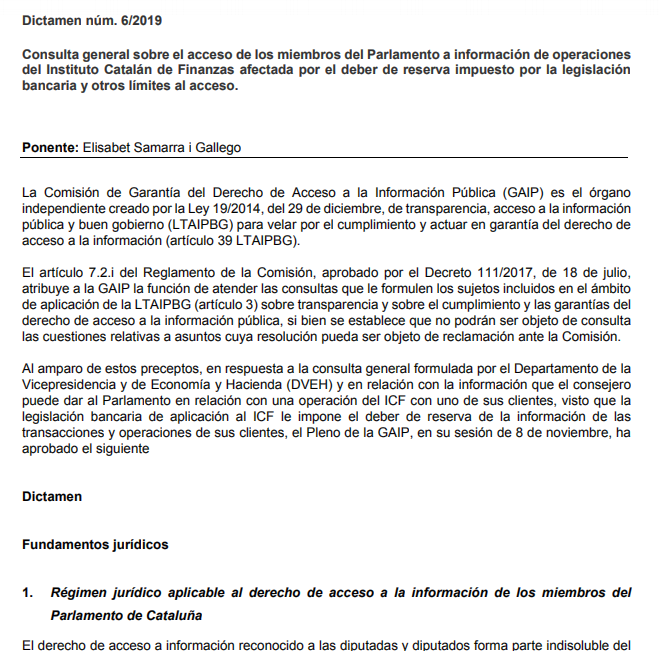 Dictamen núm. 6/2019
Consulta general sobre el acceso de los miembros del Parlamento a información de operaciones
del Instituto Catalán de Finanzas afectada por el deber de reserva impuesto por la legislación
bancaria y otros límites al acceso.
Ponente: Elisabet Samarra i Gallego
La Comisión de Garantía del Derecho de Acceso a la Información Pública (GAIP) es el órgano
independiente creado por la Ley 19/2014, del 29 de diciembre, de transparencia, acceso a la información
pública y buen gobierno (LTAIPBG) para velar por el cumplimiento y actuar en garantía del derecho de
acceso a la información (artículo 39 LTAIPBG).
El artículo 7.2.i del Reglamento de la Comisión, aprobado por el Decreto 111/2017, de 18 de julio,
atribuye a la GAIP la función de atender las consultas que le formulen los sujetos incluidos en el ámbito
de aplicación de la LTAIPBG (artículo 3) sobre transparencia y sobre el cumplimiento y las garantías del
derecho de acceso a la información pública, si bien se establece que no podrán ser objeto de consulta
las cuestiones relativas a asuntos cuya resolución pueda ser objeto de reclamación ante la Comisión.
Al amparo de estos preceptos, en respuesta a la consulta general formulada por el Departamento de la
Vicepresidencia y de Economía y Hacienda (DVEH) y en relación con la información que el consejero
puede dar al Parlamento en relación con una operación del ICF con uno de sus clientes, visto que la
legislación bancaria de aplicación al ICF le impone el deber de reserva de la información de las
transacciones y operaciones de sus clientes, el Pleno de la GAIP, en su sesión de 8 de noviembre, ha
aprobado el siguiente
Dictamen
Fundamentos jurídicos
1. Régimen jurídico aplicable al derecho de acceso a la información de los miembros del
Parlamento de Cataluña
El derecho de acceso a información reconocido a las diputadas y diputados forma parte indisoluble del